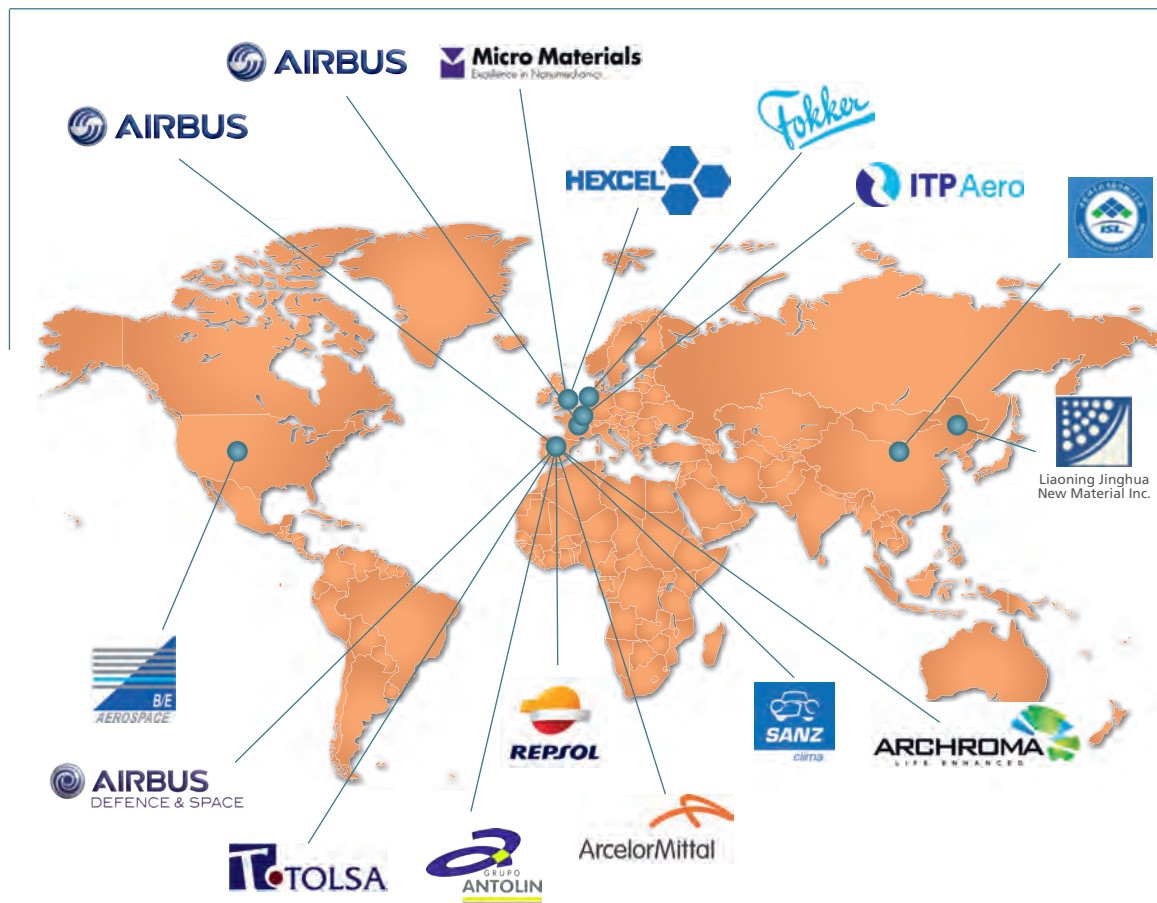 AIRBUS
Micro Materials
Excellence in Nanomechanics
AIRBUS
Fokker
HEXCEL
ITP Aero
ISL
Liaoning Jinghua
New Material Inc.
B/E
AEROSPACE
REPSOL
SANZ
clima
ARCHROMA
LIFE ENHANCED
AIRBUS
DEFENCE & SPACE
ArcelorMittal
TOLSA
GRUPO
ANTOLIN